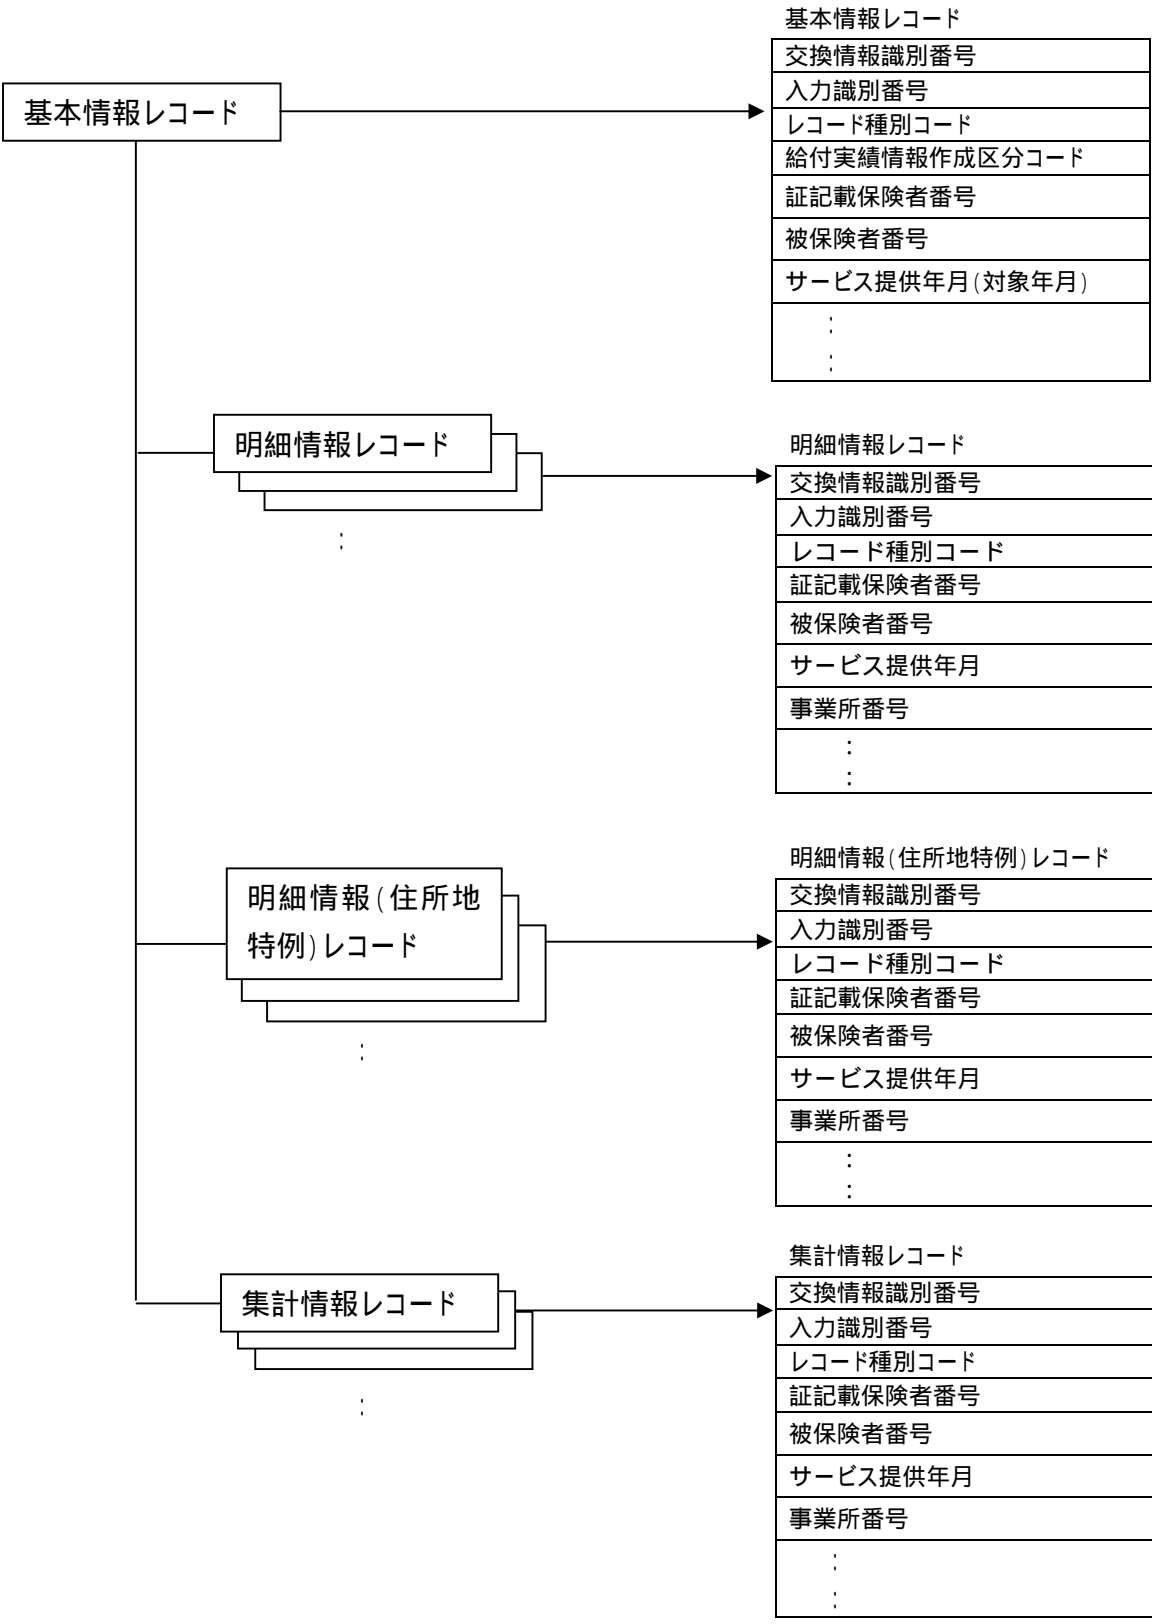 基本情報レコード
基本情報レコード
交換情報識別番号
入力識別番号
レコード種別コード
給付実績情報作成区分コード
証記載保険者番号
被保険者番号
サービス提供年月(対象年月)
:
:
明細情報レコード
:
明細情報レコード
交換情報識別番号
入力識別番号
レコード種別コード
証記載保険者番号
被保険者番号
サービス提供年月
事業所番号
:
:
明細情報(住所地
特例)レコード
:
明細情報(住所地特例)レコード
交換情報識別番号
入力識別番号
レコード種別コード
証記載保険者番号
被保険者番号
サービス提供年月
事業所番号
:
:
集計情報レコード
:
集計情報レコード
交換情報識別番号
入力識別番号
レコード種別コード
証記載保険者番号
被保険者番号
サービス提供年月
事業所番号
:
: